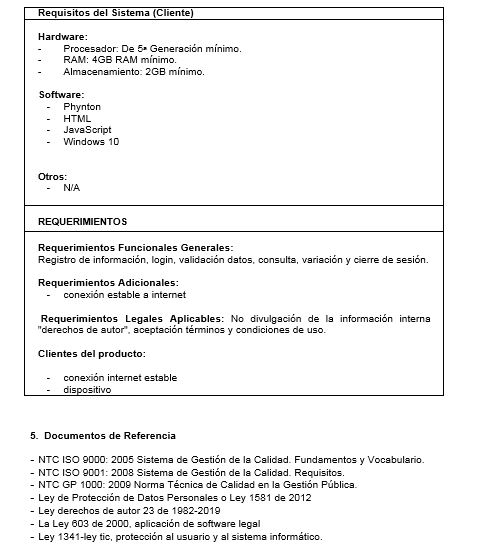 Requisitos del Sistema (Cliente)
Hardware:
- Procesador: De 5ª Generación mínimo.
- RAM: 4GB RAM mínimo.
- Almacenamiento: 2GB mínimo.
Software:
- Phynton
- HTML
- JavaScript
- Windows 10
Otros:
- N/A
REQUERIMIENTOS
Requerimientos Funcionales Generales:
Registro de información, login, validación datos, consulta, variación y cierre de sesión.
Requerimientos Adicionales:
- conexión estable a internet
Requerimientos Legales Aplicables: No divulgación de la información interna
"derechos de autor", aceptación términos y condiciones de uso.
Clientes del producto:
- conexión internet estable
- dispositivo
5. Documentos de Referencia
- NTC ISO 9000: 2005 Sistema de Gestión de la Calidad. Fundamentos y Vocabulario.
- NTC ISO 9001: 2008 Sistema de Gestión de la Calidad. Requisitos.
- NTC GP 1000: 2009 Norma Técnica de Calidad en la Gestión Pública.
- Ley de Protección de Datos Personales o Ley 1581 de 2012
- Ley derechos de autor 23 de 1982-2019
- La Ley 603 de 2000, aplicación de software legal
- Ley 1341-ley tic, protección al usuario y al sistema informático.